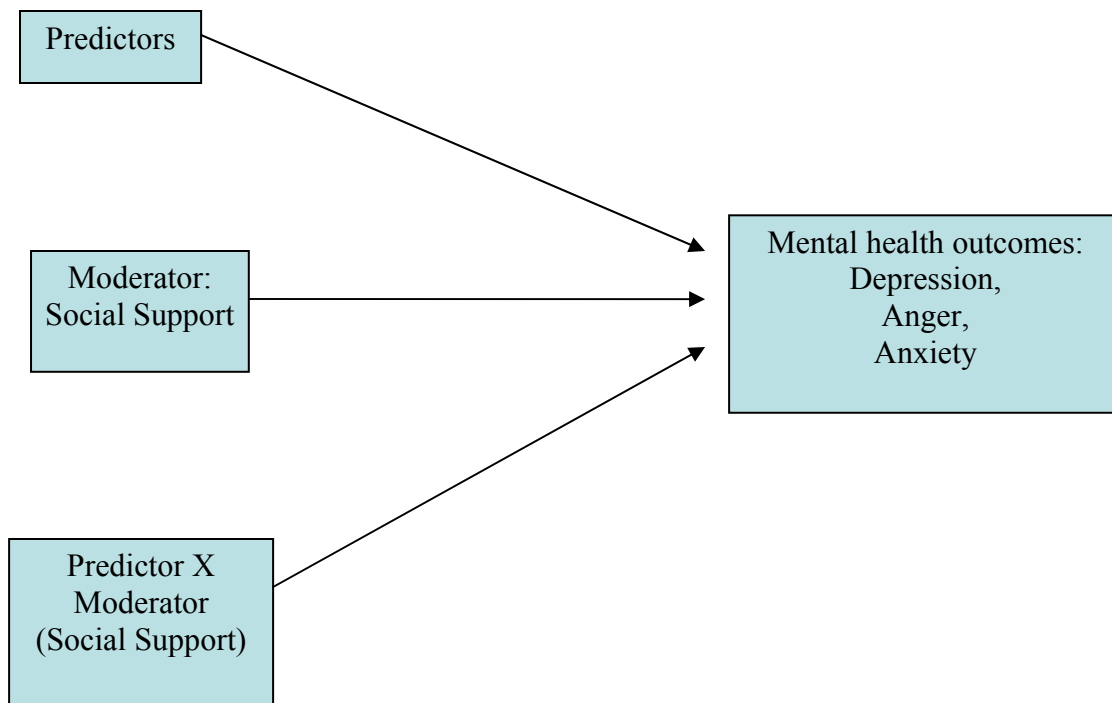 Predictors
Moderator:
Social Support
Predictor X
Moderator
(Social Support)
Mental health outcomes:
Depression,
Anger,
Anxiety